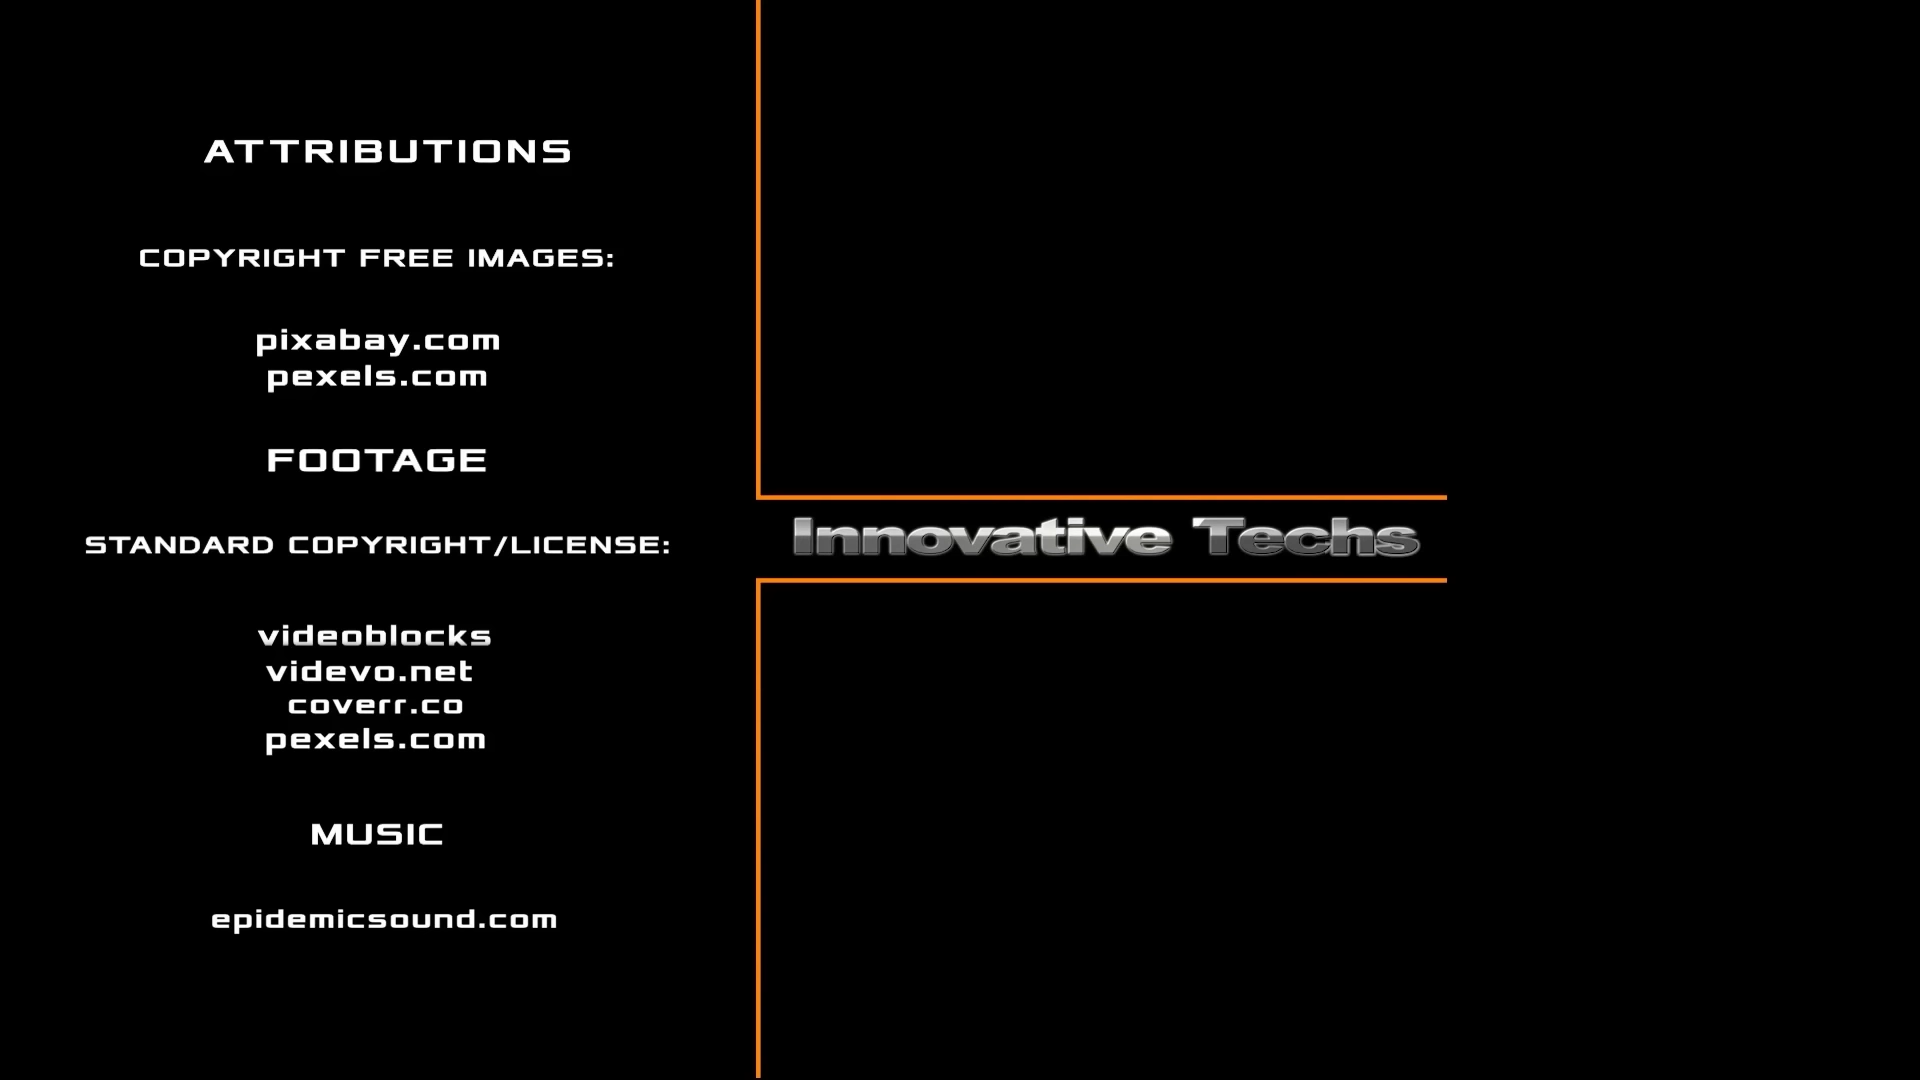 ATTRIBUTIONS
COPYRIGHT FREE IMAGES:
pixabay.com
pexels.com
FOOTAGE
STANDARD COPYRIGHT/LICENSE:
videoblocks
videvo.net
coverr.co
pexels.com
MUSIC
epidemicsound.com
Innovative Techs